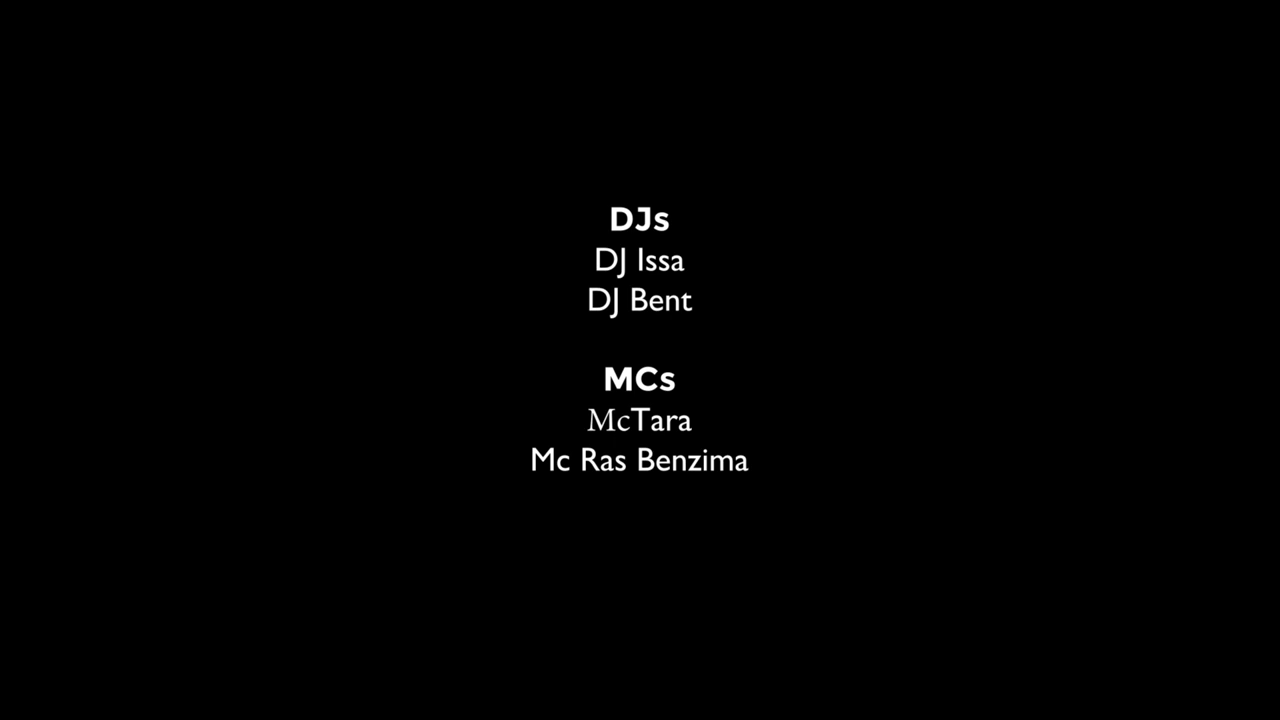 DJs
DJ Issa
DJ Bent
MCs
McTara
Mc Ras Benzima